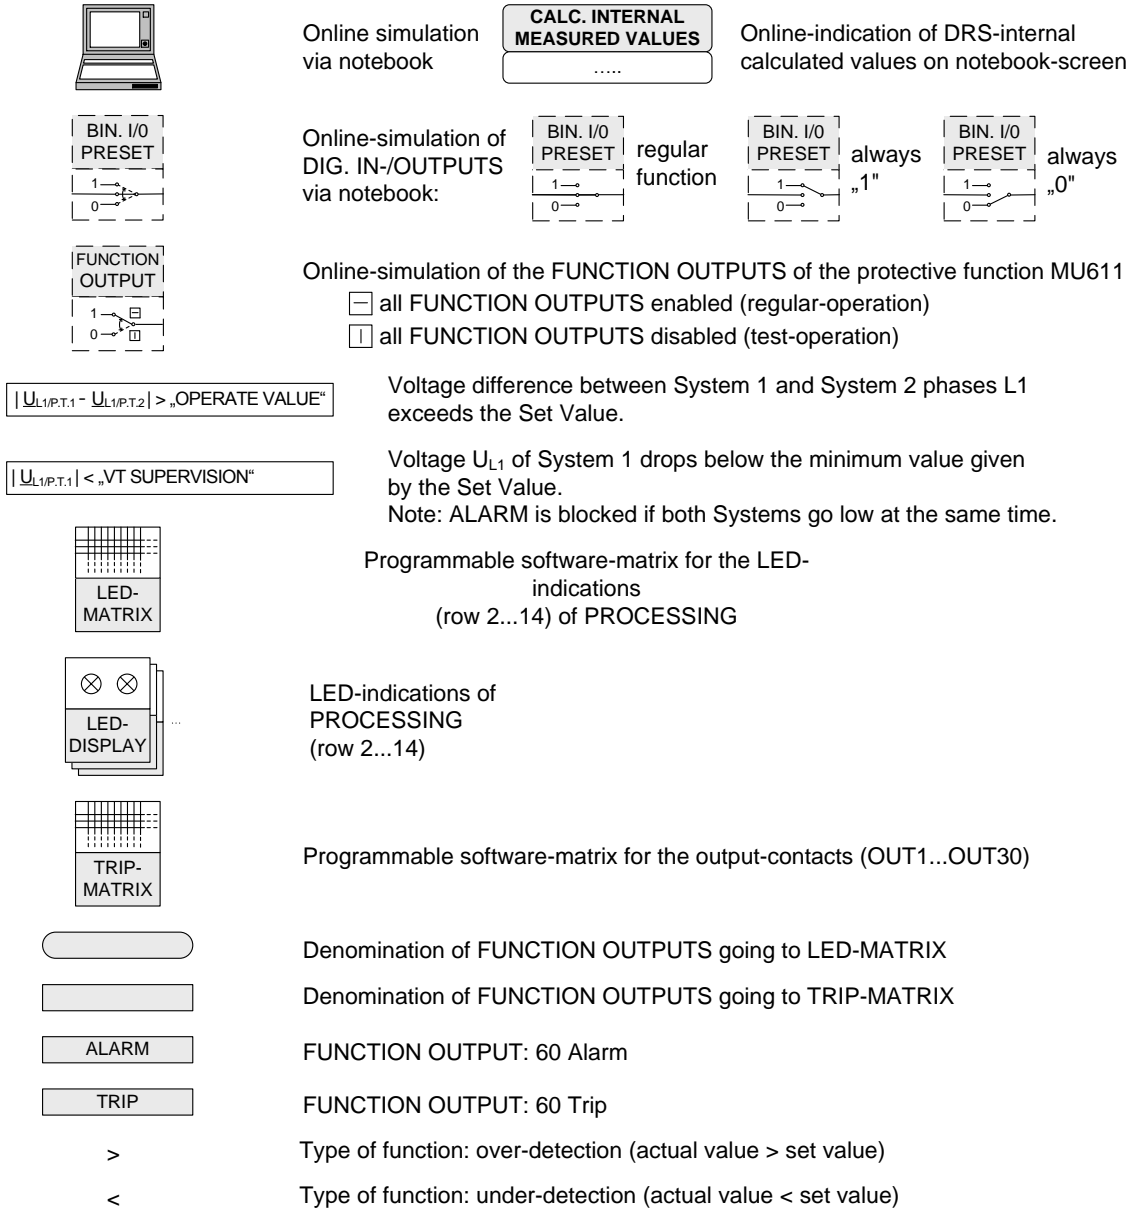 Online simulation
via notebook
CALC. INTERNAL
MEASURED VALUES
.....
Online-indication of DRS-internal
calculated values on notebook-screen
BIN. I/0
PRESET
1
0
Online-simulation of
DIG. IN-/OUTPUTS
via notebook:
BIN. I/0
PRESET
1
0
regular
function
BIN. I/0
PRESET
1
0
always
„1"
BIN. I/0
PRESET
1
0
always
„0"
FUNCTION
OUTPUT
1
0
Online-simulation of the FUNCTION OUTPUTS of the protective function MU611
all FUNCTION OUTPUTS enabled (regular-operation)
all FUNCTION OUTPUTS disabled (test-operation)
| U L1/P.T.1 - U L1/P.T.2 | > „OPERATE VALUE“
Voltage difference between System 1 and System 2 phases L1
exceeds the Set Value.
| U L1/P.T.1 | < „VT SUPERVISION“
Voltage U L1 of System 1 drops below the minimum value given
by the Set Value.
Note: ALARM is blocked if both Systems go low at the same time.
LED-
MATRIX
Programmable software-matrix for the LED-
indications
(row 2...14) of PROCESSING
LED-
DISPLAY
...
LED-indications of
PROCESSING
(row 2...14)
TRIP-
MATRIX
Programmable software-matrix for the output-contacts (OUT1...OUT30)
Denomination of FUNCTION OUTPUTS going to LED-MATRIX
Denomination of FUNCTION OUTPUTS going to TRIP-MATRIX
ALARM
FUNCTION OUTPUT: 60 Alarm
TRIP
FUNCTION OUTPUT: 60 Trip
>
Type of function: over-detection (actual value > set value)
<
Type of function: under-detection (actual value < set value)